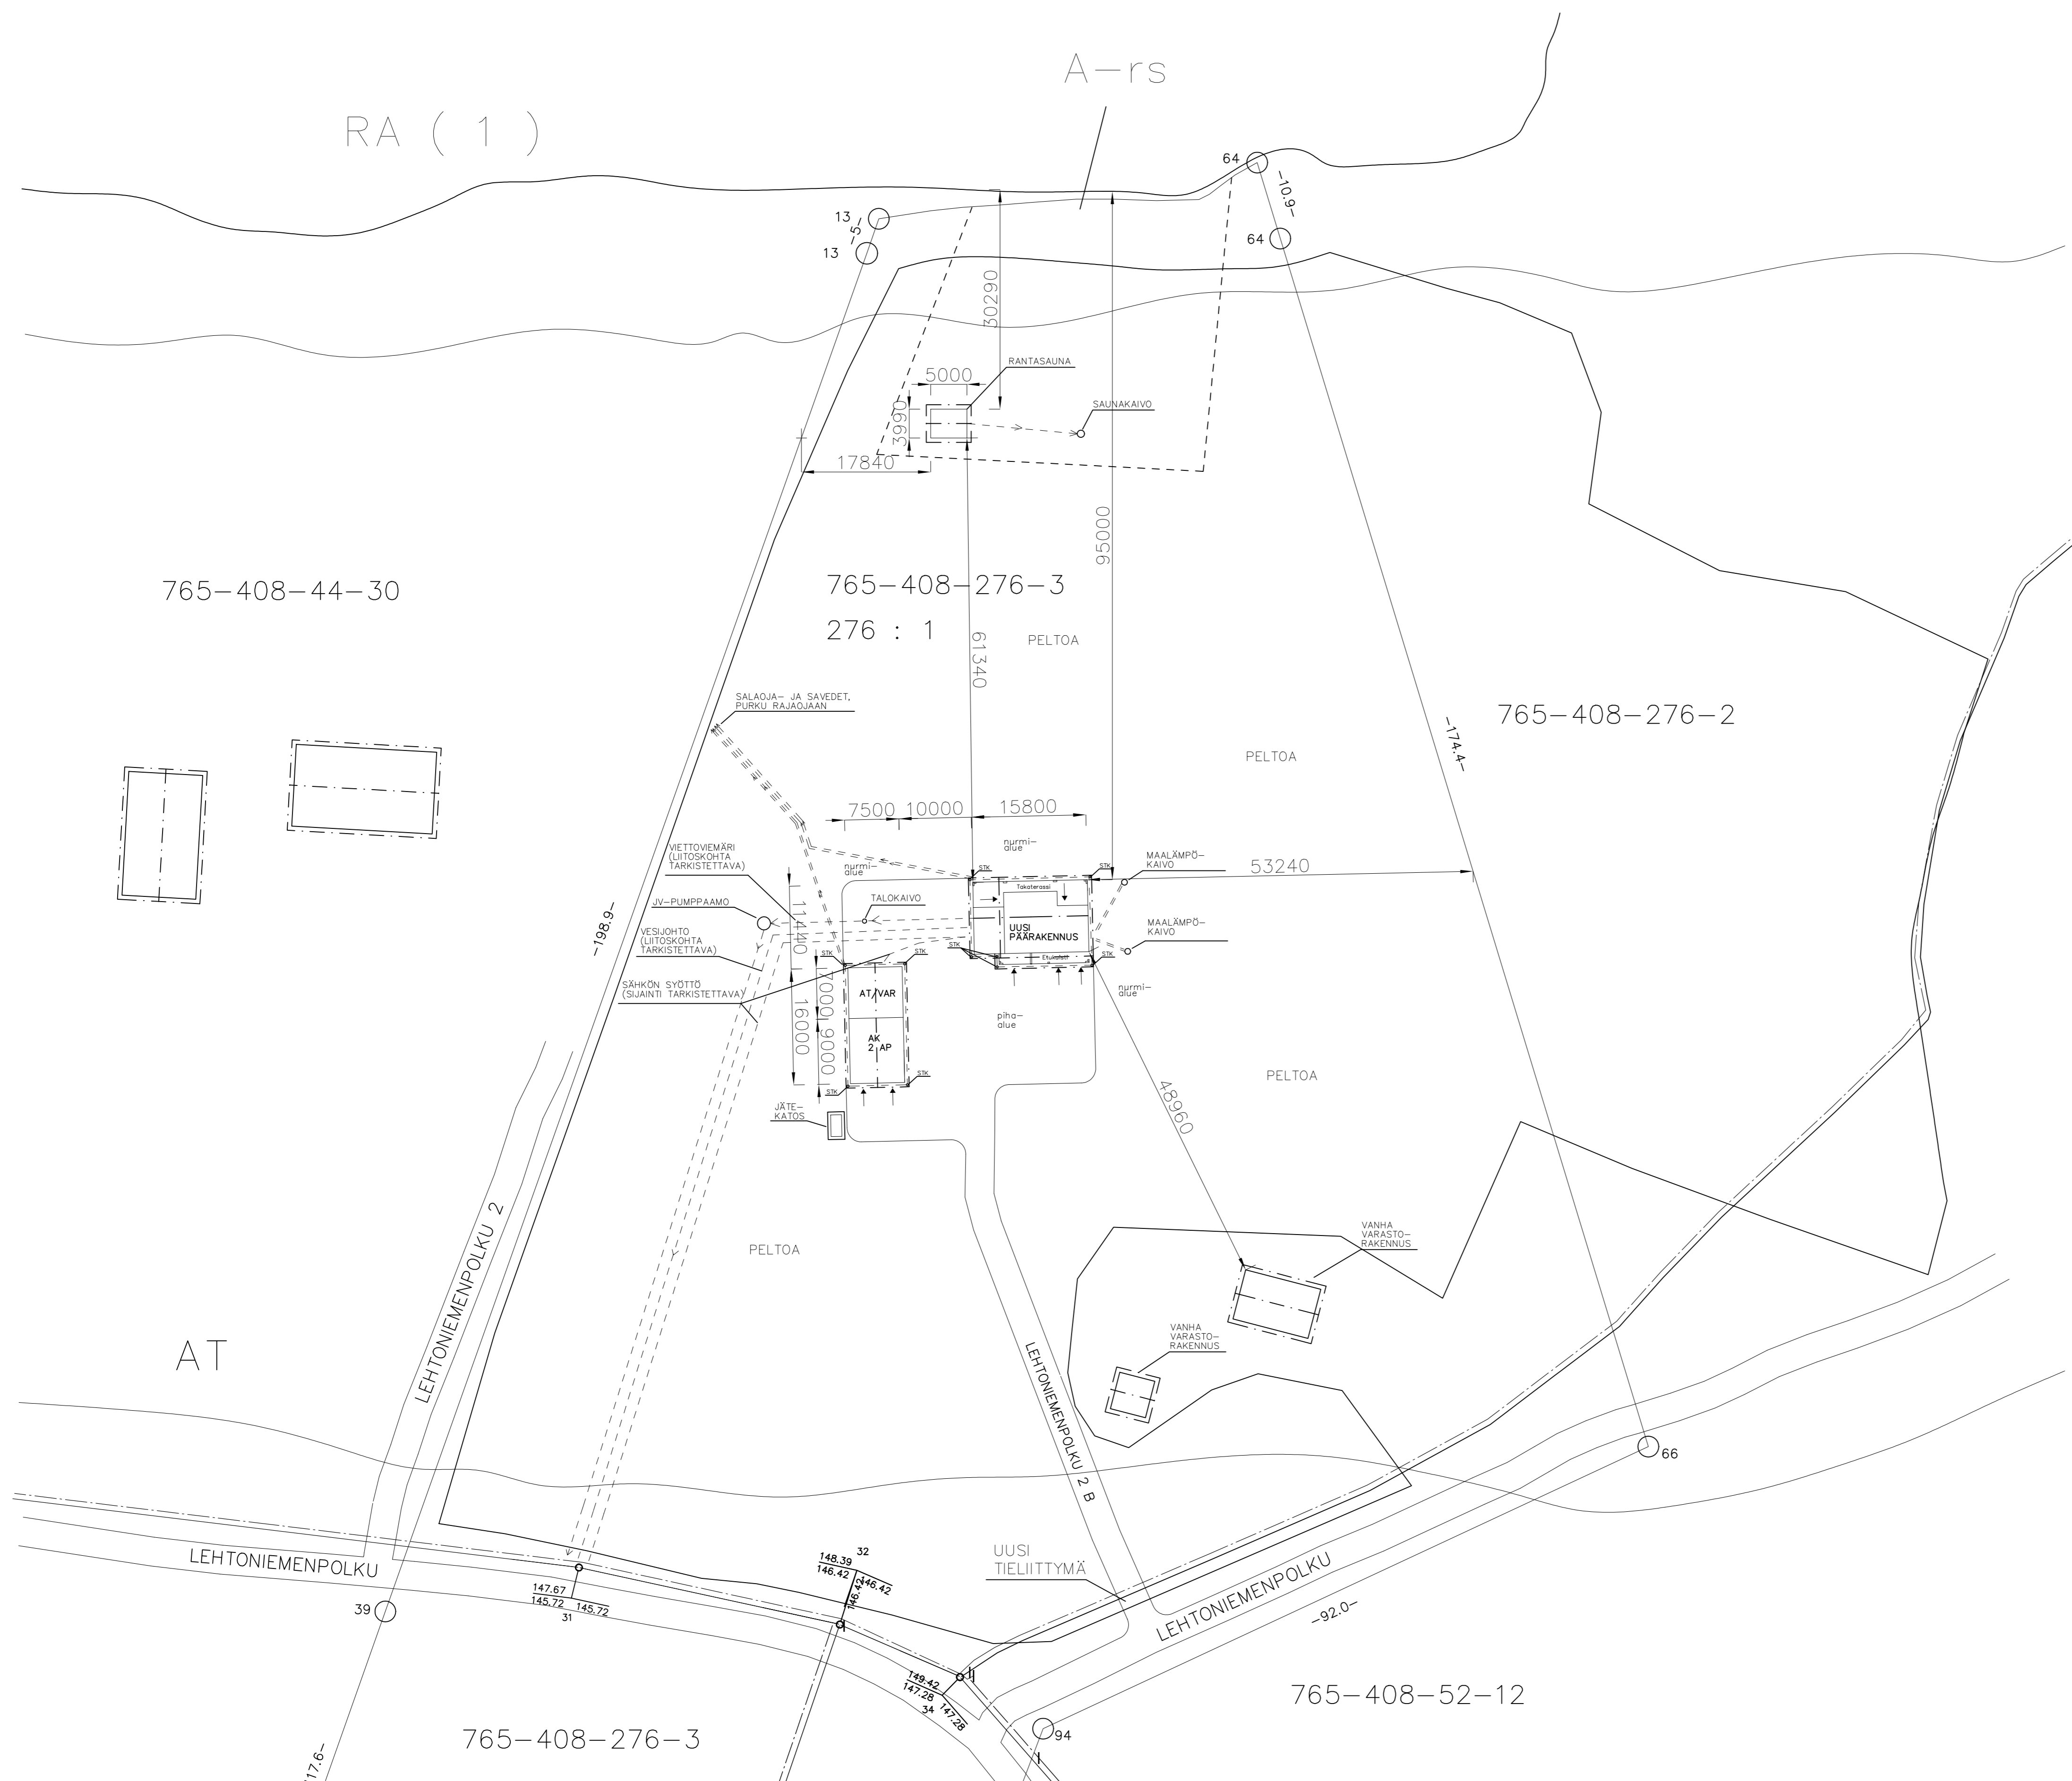 A-rs
RA ( 1 )
64
-10.9-
13
-5-
64
13
30290
RANTASAUNA
5000
SAUNAKAIVO
3990
17840
95000
765-408-44-30
765-408-276-3
276 : 1
PELTOA
61340
SALAOJA- JA SAVEDET,
PURKU RAJAOJAAN
765-408-276-2
-174.4-
PELTOA
7500
10000
15800
nurmi-
alue
VIETTOVIEMÄRI
(LIITOSKOHTA
TARKISTETTAVA)
nurmi-
alue
STK
STK
MAALÄMPÖ-
KAIVO
53240
Takaterassi
JV-PUMPPAAMO
TALOKAIVO
11440
-198.9-
VESIJOHTO
(LIITOSKOHTA
TARKISTETTAVA)
UUSI
PÄÄRAKENNUS
MAALÄMPÖ-
KAIVO
STK
STK
STK
STK
Etukuisti
SÄHKÖN SYÖTTÖ
(SIJAINTI TARKISTETTAVA)
7000
AT/VAR
nurmi-
alue
16000
9000
AK
2 AP
piha-
alue
STK
STK
JÄTE-
KATOS
48960
PELTOA
LEHTONIEMENPOLKU 2
PELTOA
VANHA
VARASTO-
RAKENNUS
AT
VANHA
VARASTO-
RAKENNUS
LEHTONIEMENPOLKU 2 B
66
LEHTONIEMENPOLKU
UUSI
TIELIITTYMÄ
32
148.39
146.42
146.42
146.42
147.67
145.72
145.72
31
39
LEHTONIEMENPOLKU
-92.0-
149.42
147.28
147.28
34
765-408-52-12
94
765-408-276-3
17.6-